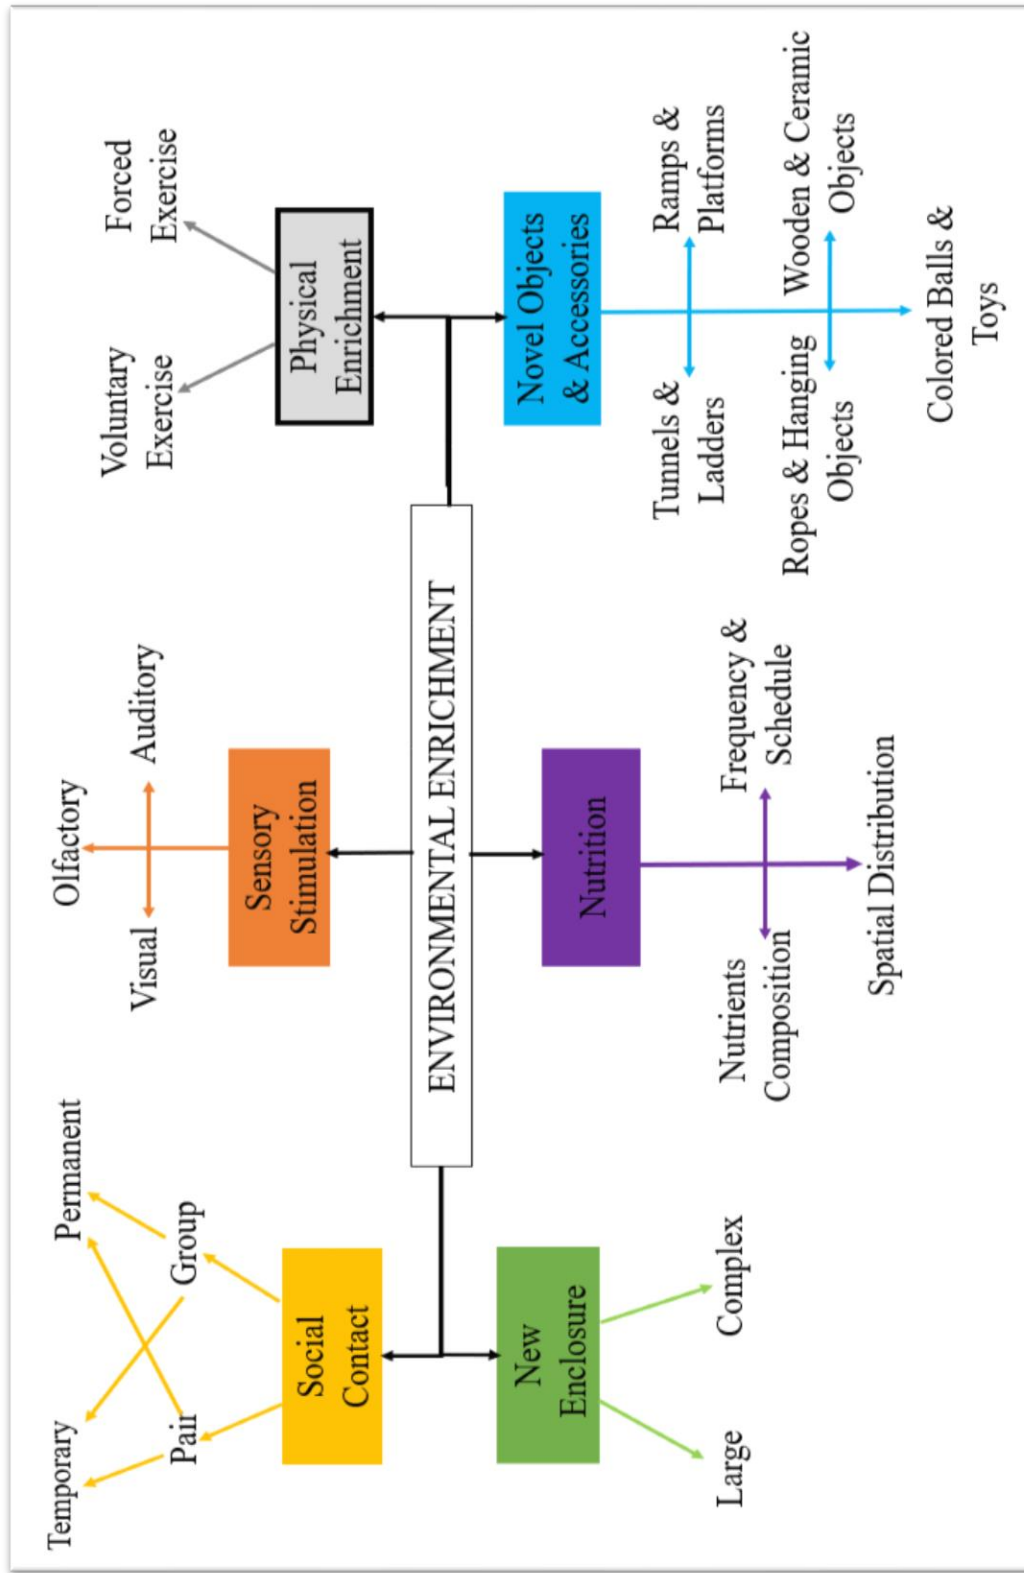 Temporary
Permanent
Pair
Group
Social
Contact
Olfactory
Visual
Auditory
Sensory
Stimulation
Voluntary
Exercise
Forced
Exercise
Physical
Enrichment
ENVIRONMENTAL ENRICHMENT
New
Enclosure
Large
Complex
Nutrition
Nutrients
Composition
Frequency &
Schedule
Spatial Distribution
Novel Objects
& Accessories
Tunnels &
Ladders
Ramps &
Platforms
Ropes & Hanging
Objects
Wooden & Ceramic
Objects
Colored Balls &
Toys